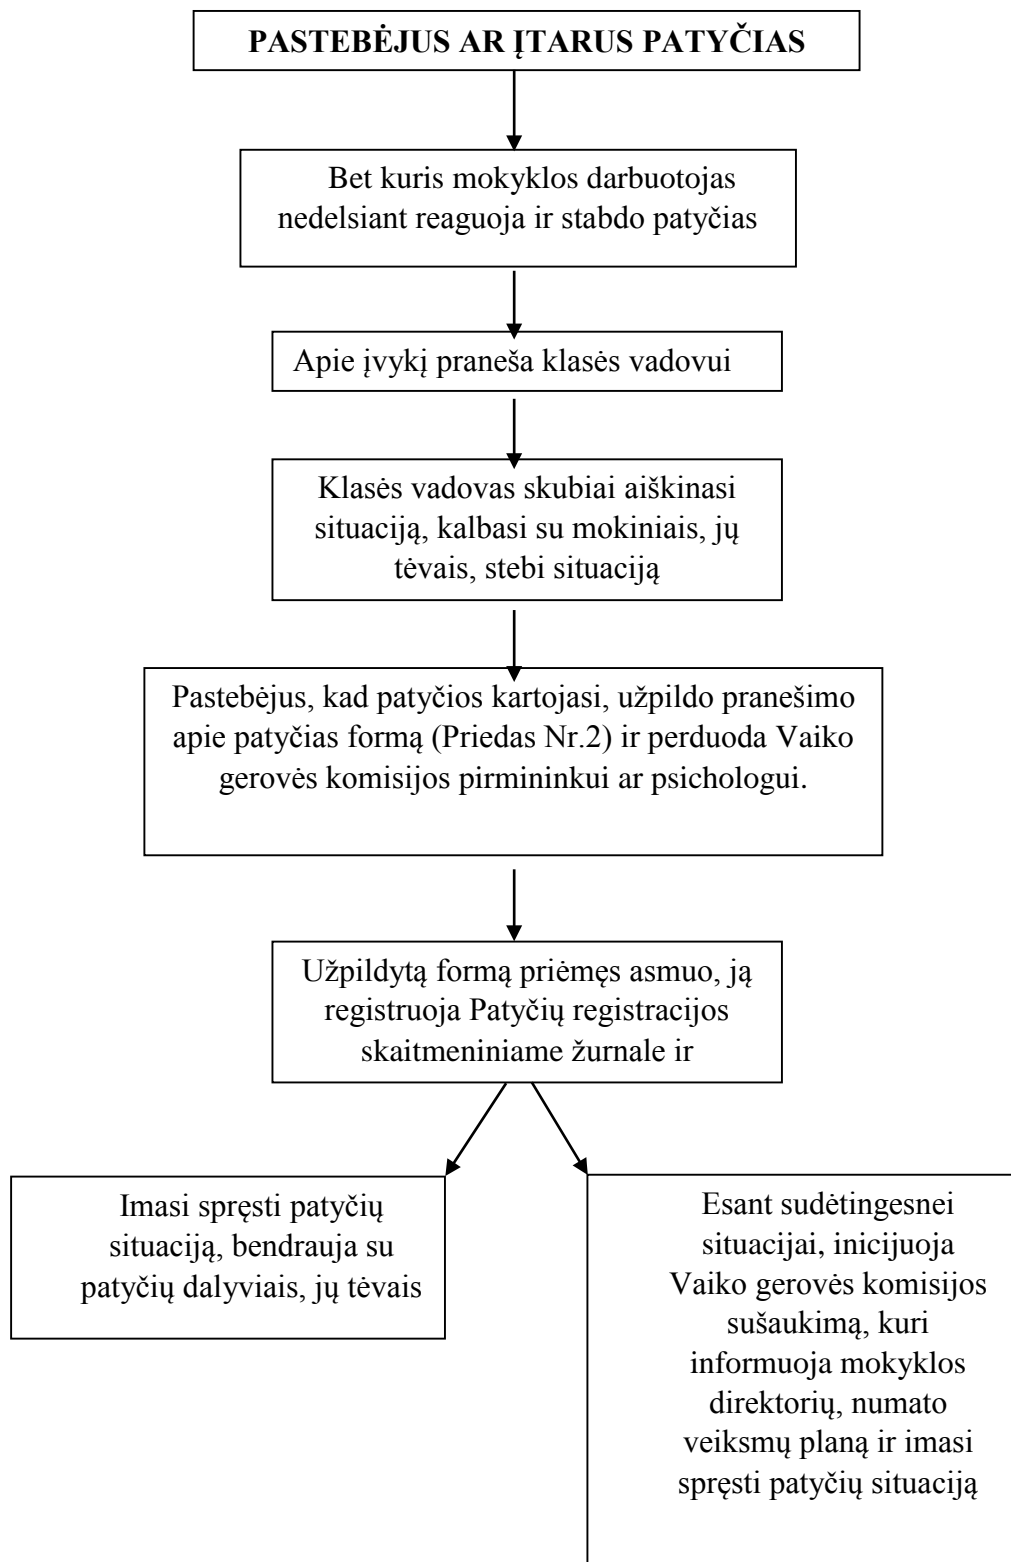 PASTEBĖJUS AR ĮTARUS PATYČIAS
Bet kuris mokyklos darbuotojas
nedelsiant reaguoja ir stabdo patyčias
Apie įvykį praneša klasės vadovui
Klasės vadovas skubiai aiškinasi
situaciją, kalbasi su mokiniais, jų
tėvais, stebi situaciją
Pastebėjus, kad patyčios kartojasi, užpildo pranešimo
apie patyčias formą (Priedas Nr.2) ir perduoda Vaiko
gerovės komisijos pirmininkui ar psichologui.
Užpildytą formą priėmęs asmuo, ją
registruoja Patyčių registracijos
skaitmeniniame žurnale ir
Imasi spręsti patyčių
situaciją, bendrauja su
patyčių dalyviais, jų tėvais
Esant sudėtingesnei
situacijai, inicijuoja
Vaiko gerovės komisijos
sušaukimą, kuri
informuoja mokyklos
direktorių, numato
veiksmų planą ir imasi
spręsti patyčių situaciją